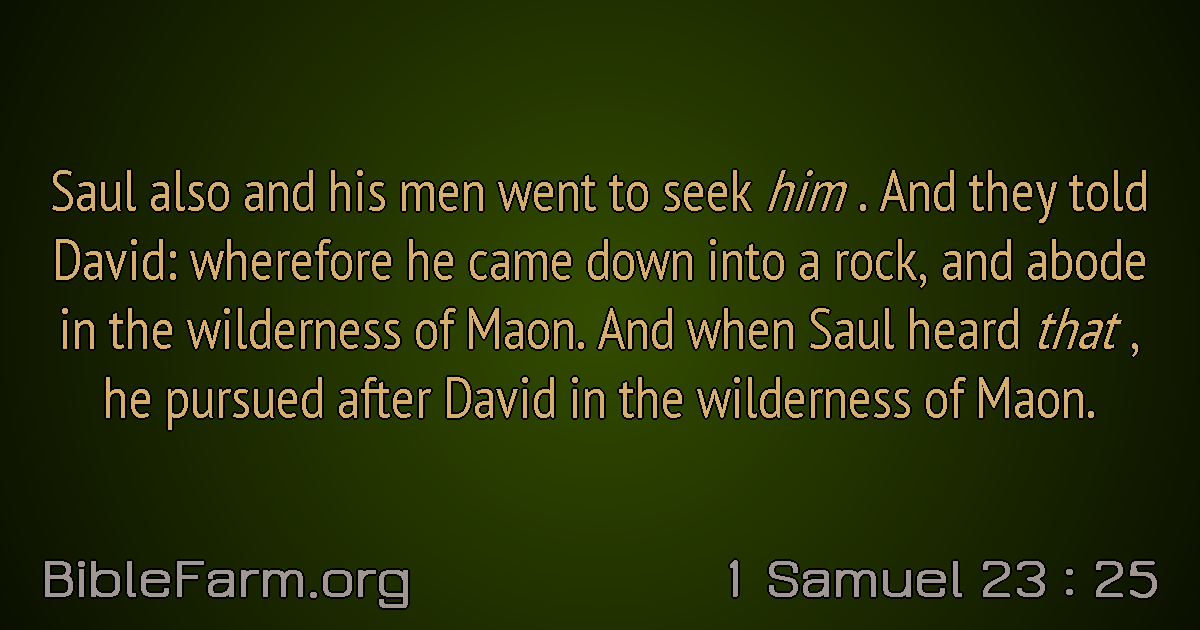 Saul also and his men went to seek him . And they told
David: wherefore he came down into a rock, and abode
in the wilderness of Maon. And when Saul heard that ,
he pursued after David in the wilderness of Maon.
BibleFarm.org
1 Samuel 23 : 25